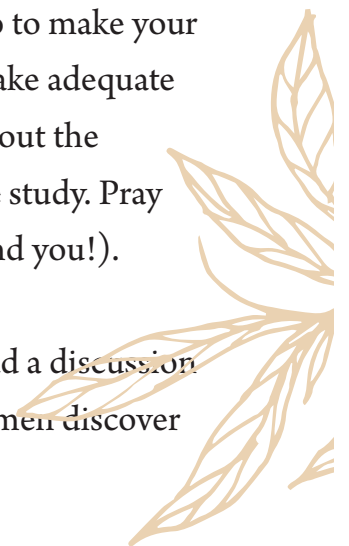 to make your
ake adequate
out the
study. Pray
nd you!).
d a discussion
men discover